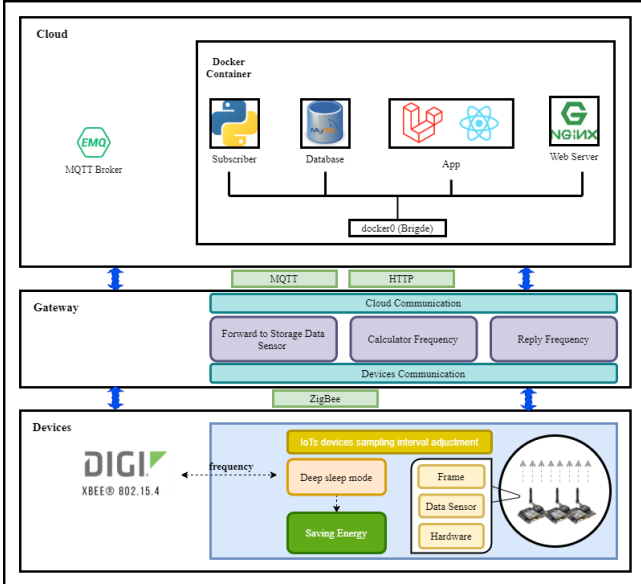 Cloud
Docker
Container
EMQ
MQTT Broker
Subscriber
My
Database
App
NGiNX
Web Server
docker0 (Brigde)
MQTT
HTTP
Gateway
Cloud Communication
Forward to Storage Data
Sensor
Calculator Frequency
Reply Frequency
Devices Communication
ZigBee
Devices
IoTs devices sampling interval adjustment
DIGI
XBEE® 802.15.4
frequency
Deep sleep mode
Saving Energy
Frame
Data Sensor
Hardware